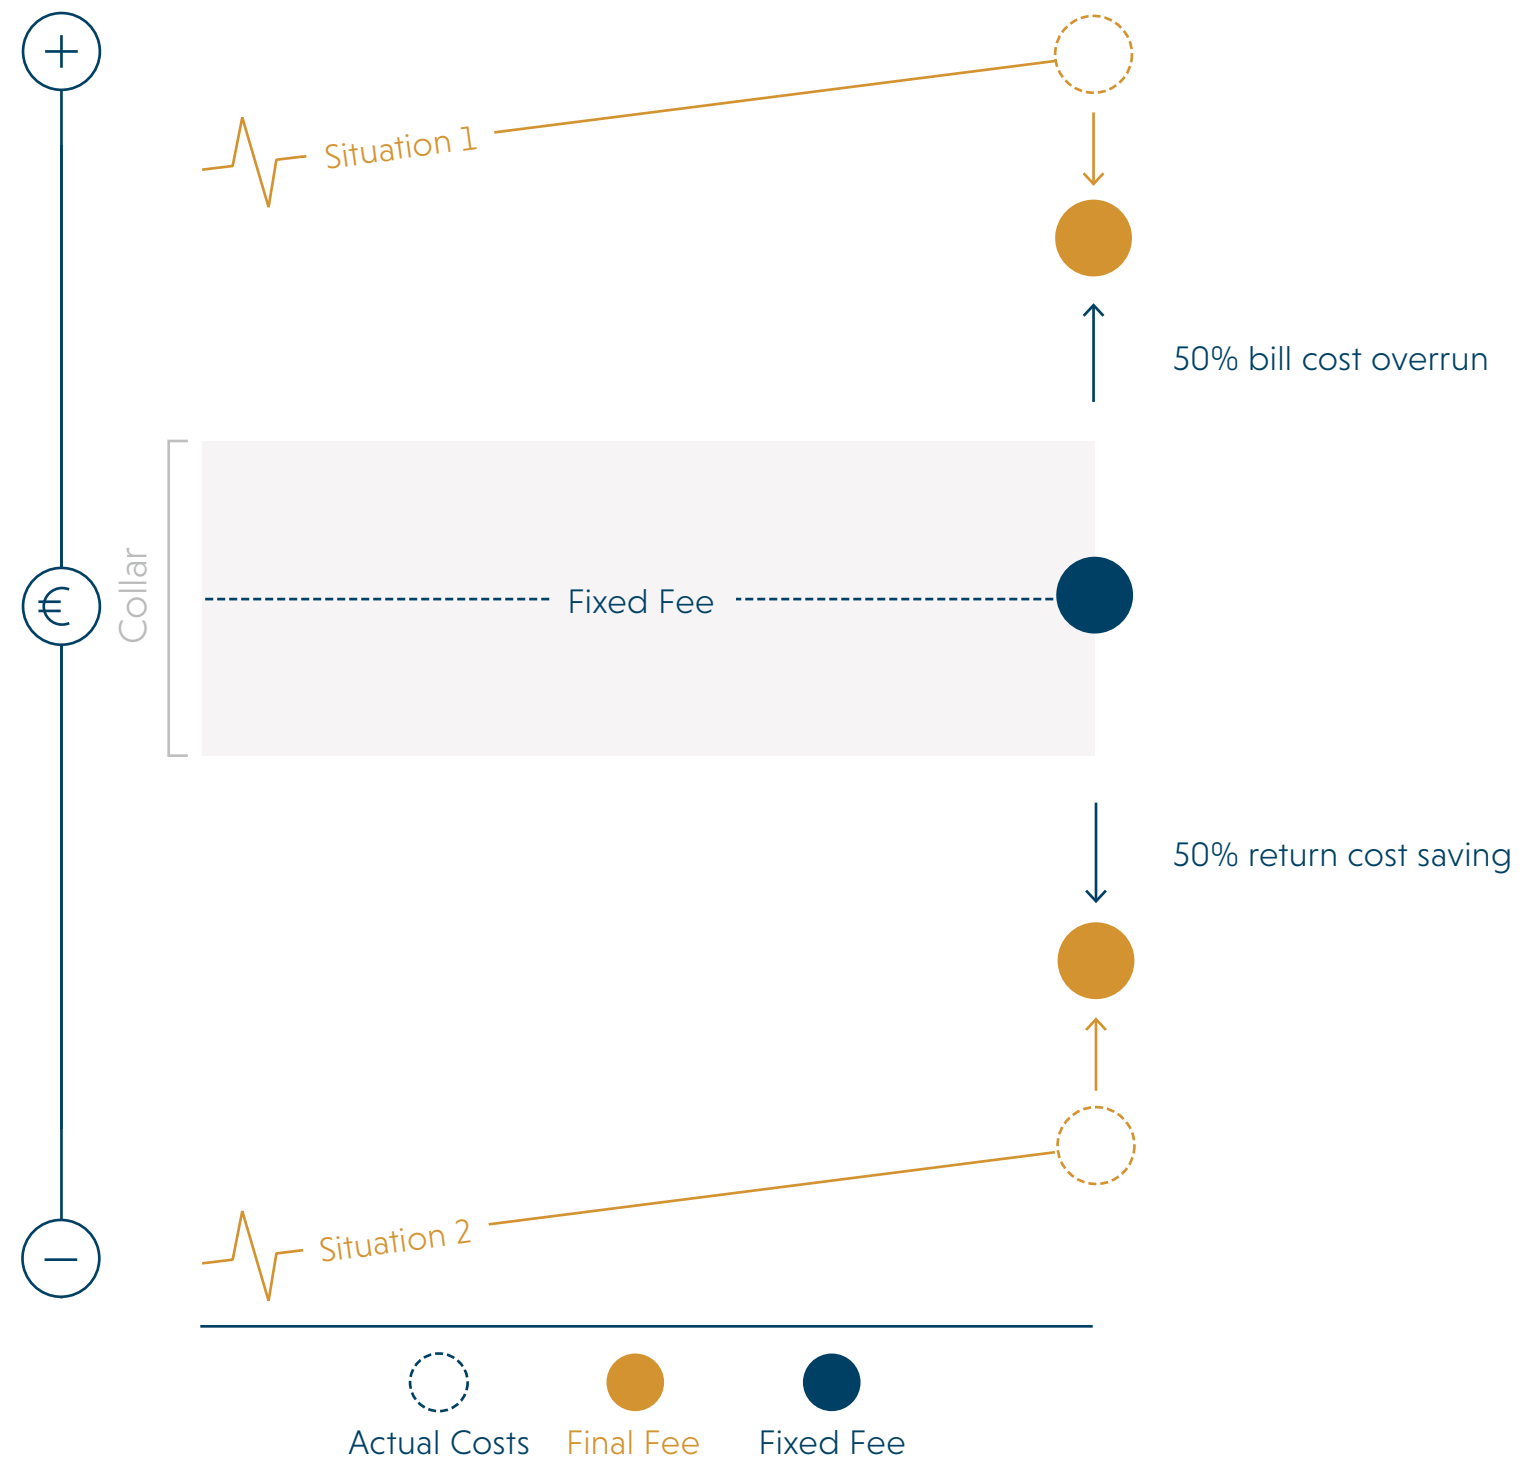 +
Situation 1
50% bill cost overrun
Collar
€
Fixed Fee
50% return cost saving
Situation 2
−
Actual Costs
Final Fee
Fixed Fee